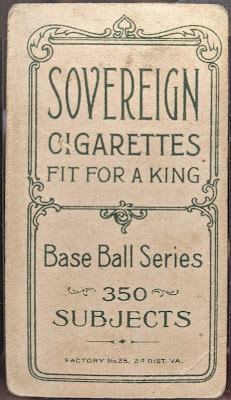 SOVEREIGN
CIGARETTES
FIT FOR A KING
Base Ball Series
350
SUBJECTS
FACTORY No.25, 2d DIST. VA.